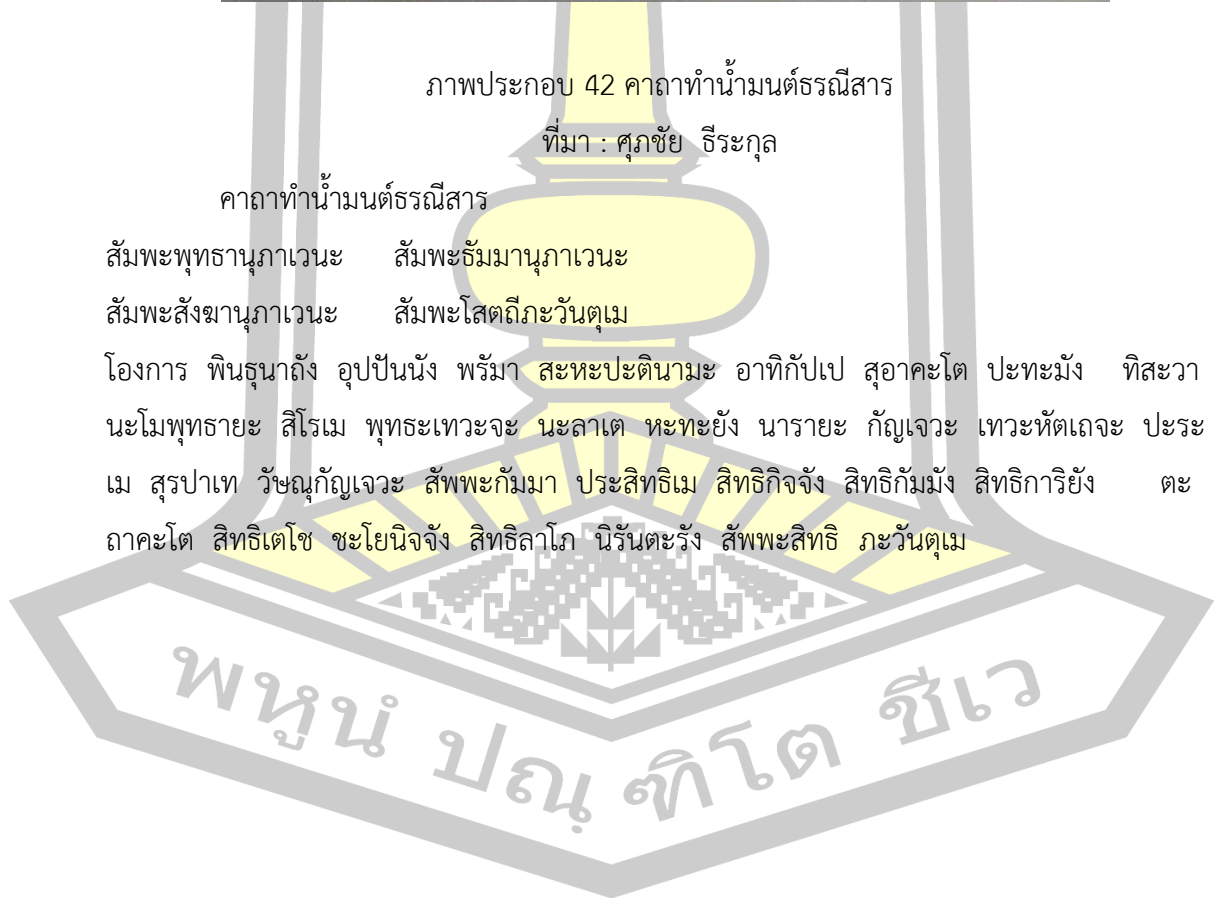 ภาพประกอบ 42 คาถาทำน้ำมนต์ธรณีสาร
ที่มา : ศุภชัย ธีระกุล
คาถาทำน้ำมนต์ธรณีสาร
สัมพะพุทธานุภาเวนะ สัมพะธัมมานุภาเวนะ
สัมพะสังฆานุภาเวนะ สัมพะโสตถีภะวันตุเม
โองการ พินธุนาถัง อุปปันนัง พรัมา สะหะปะตินามะ อาทิกัปเป สุอาคะโต ปะทะมัง ทิสะวา
นะโมพุทธายะ สิโรเม พุทธะเทวะจะ นะลาเต หะทะยัง นารายะ กัญเจวะ เทวะหัตเถจะ ปะระ
เม สุรปาเท วัษณุกัญเจวะ สัพพะกัมมา ประสิทธิเม สิทธิกิจจัง สิทธิกัมมัง สิทธิการิยัง ตะ
ถาคะโต สิทธิเตโช ชะโยนิจจัง สิทธิลาโภ นิรันตะรัง สัพพะสิทธิ ภะวันตุเม
พหูนํ ปณฺฑิโต ชีเว